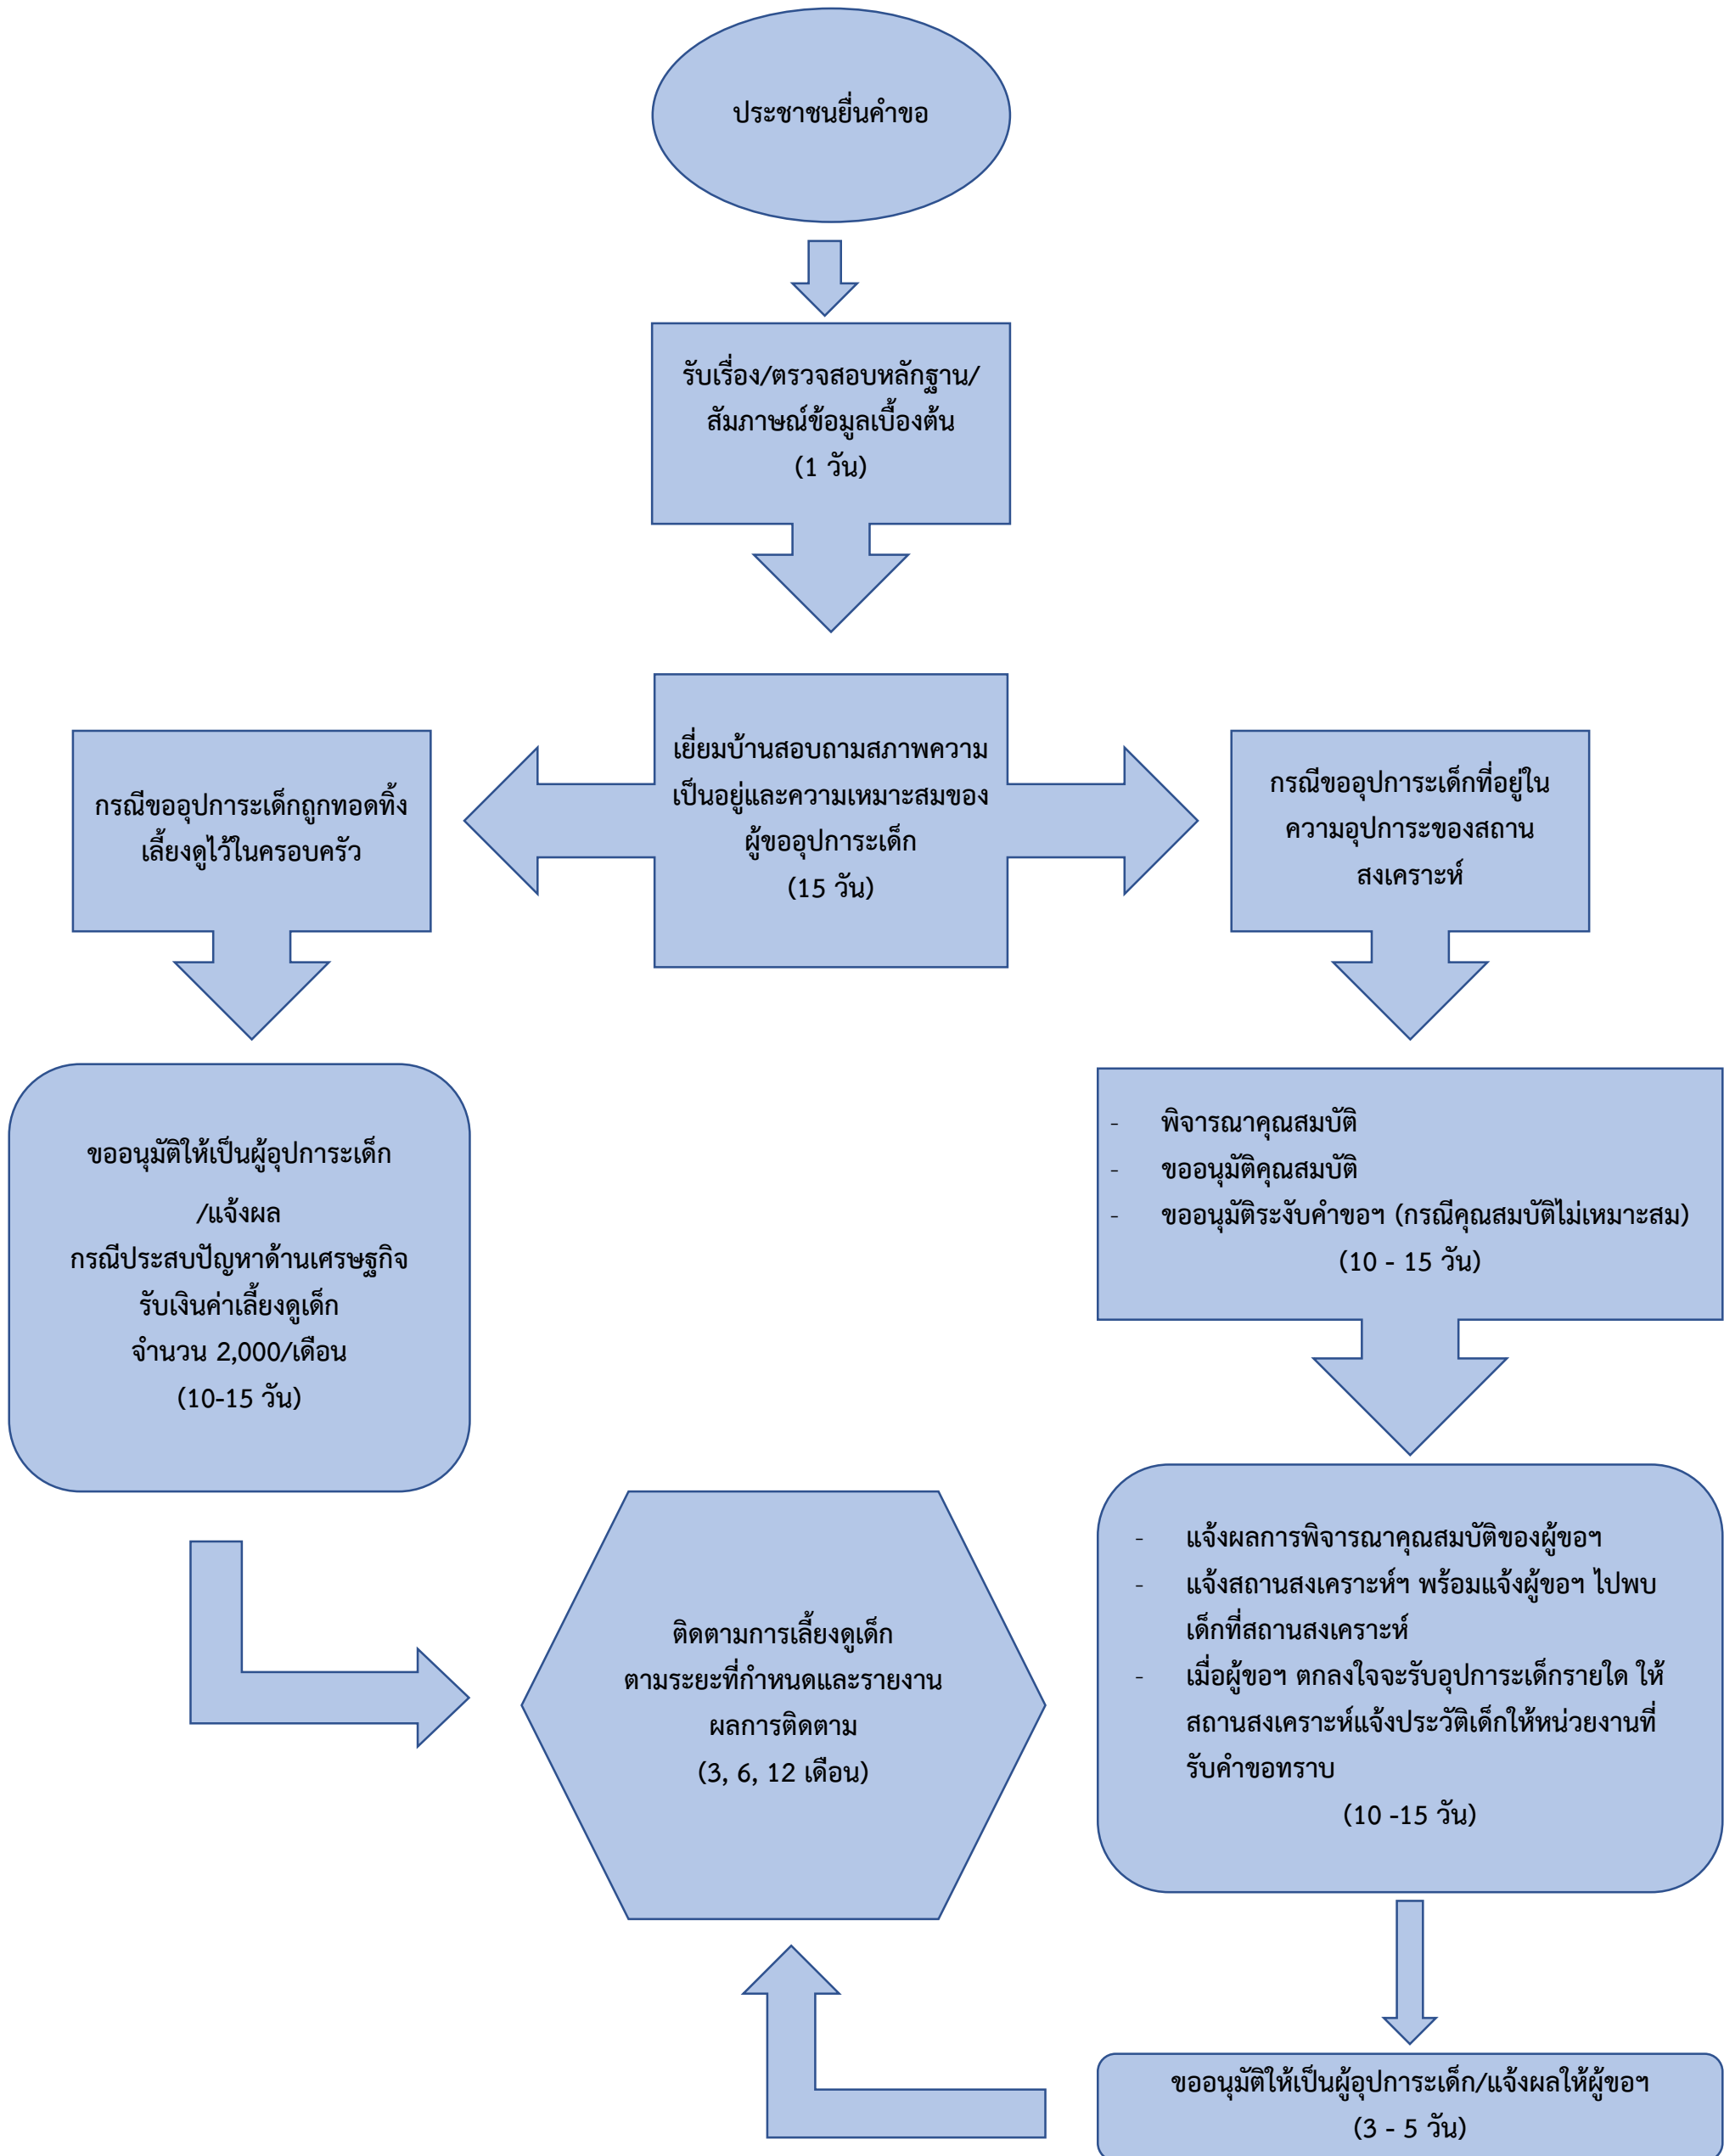 ประชาชนยื่นคำขอ
รับเรื่อง/ตรวจสอบหลักฐาน/
สัมภาษณ์ข้อมูลเบื้องต้น
(1 วัน)
เยี่ยมบ้านสอบถามสภาพความ
เป็นอยู่และความเหมาะสมของ
ผู้ขออุปการะเด็ก
(15 วัน)
กรณีขออุปการะเด็กถูกทอดทิ้ง
เลี้ยงดูไว้ในครอบครัว
กรณีขออุปการะเด็กที่อยู่ใน
ความอุปการะของสถาน
สงเคราะห์
ขออนุมัติให้เป็นผู้อุปการะเด็ก
/แจ้งผล
กรณีประสบปัญหาด้านเศรษฐกิจ
รับเงินค่าเลี้ยงดูเด็ก
จำนวน 2,000/เดือน
(10-15 วัน)
- พิจารณาคุณสมบัติ
- ขออนุมัติคุณสมบัติ
- ขออนุมัติระงับคำขอฯ (กรณีคุณสมบัติไม่เหมาะสม)
(10 - 15 วัน)
- แจ้งผลการพิจารณาคุณสมบัติของผู้ขอฯ
- แจ้งสถานสงเคราะห์ฯ พร้อมแจ้งผู้ขอฯ ไปพบ
เด็กที่สถานสงเคราะห์
- เมื่อผู้ขอฯ ตกลงใจจะรับอุปการะเด็กรายใด ให้
สถานสงเคราะห์แจ้งประวัติเด็กให้หน่วยงานที่
รับคำขอทราบ
(10 -15 วัน)
ติดตามการเลี้ยงดูเด็ก
ตามระยะที่กำหนดและรายงาน
ผลการติดตาม
(3, 6, 12 เดือน)
ขออนุมัติให้เป็นผู้อุปการะเด็ก/แจ้งผลให้ผู้ขอฯ
(3 - 5 วัน)